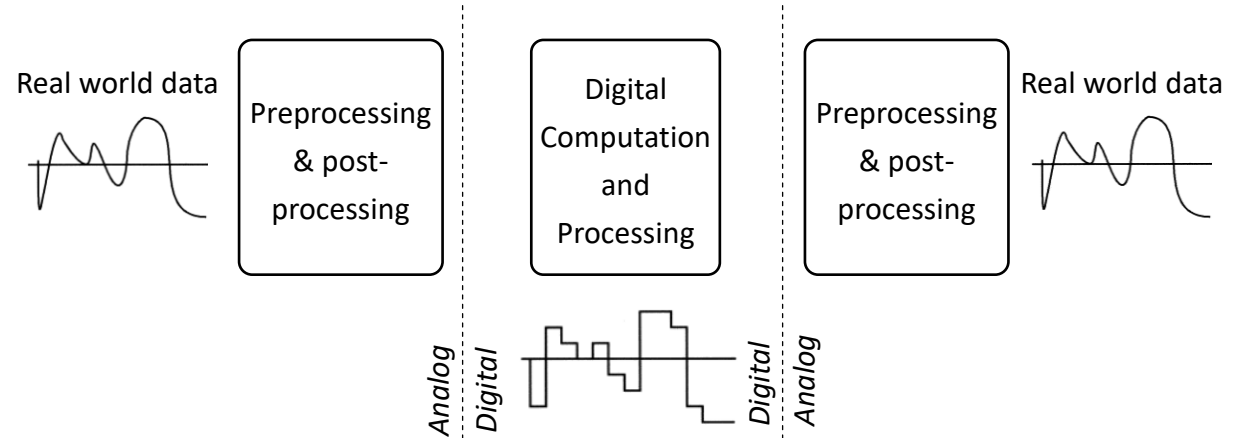 Real world data
Preprocessing
& post-
processing
Digital
Computation
and
Processing
Preprocessing
& post-
processing
Real world data
Analog
Digital
Digital
Analog